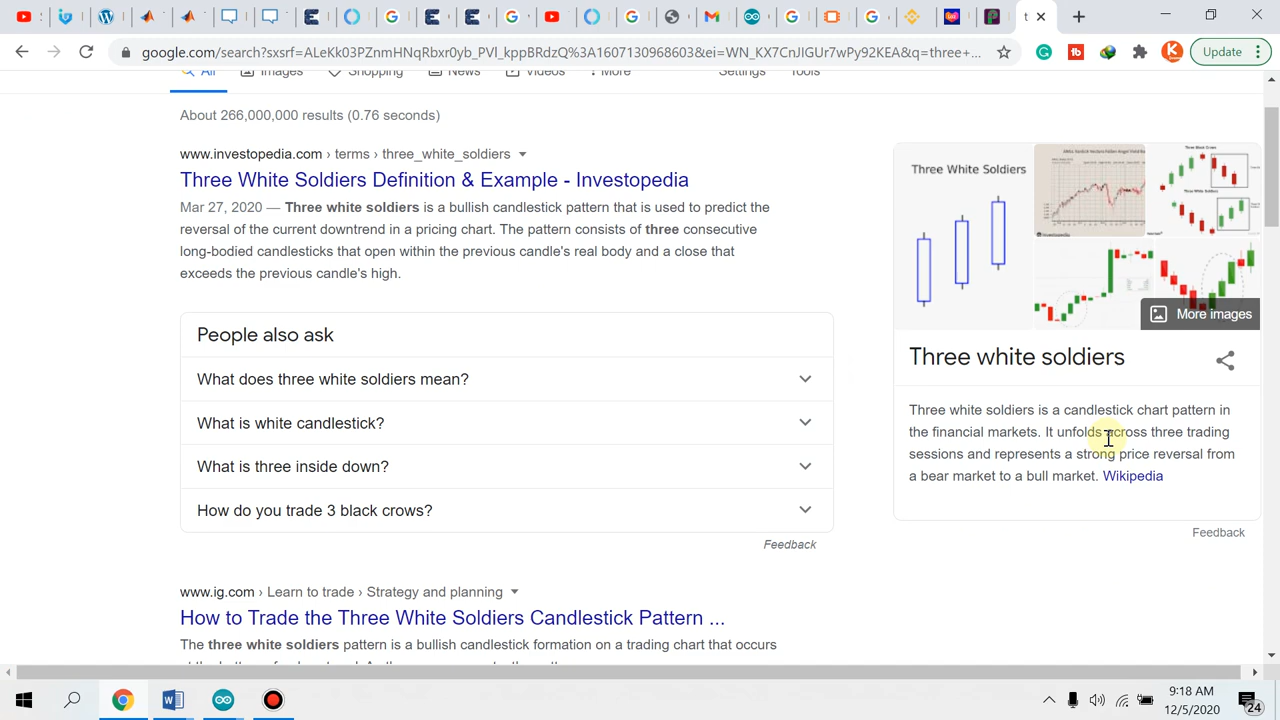 t
Update
google.com/search?sxsrf=ALeKk03PZnmHNqRbxr0yb_PVl_kppBRdzQ%3A1607130968603&ei=WN_KX7CnJIGUr7wPy92KEA&q=three+...
All Images Shopping News Videos More Settings Tools
About 266,000,000 results (0.76 seconds)
www.investopedia.com › terms › three_white_soldiers
Three White Soldiers Definition & Example - Investopedia
Mar 27, 2020 — Three white soldiers is a bullish candlestick pattern that is used to predict the
reversal of the current downtrend in a pricing chart. The pattern consists of three consecutive
long-bodied candlesticks that open within the previous candle's real body and a close that
exceeds the previous candle's high.
People also ask
What does three white soldiers mean?
What is white candlestick?
What is three inside down?
How do you trade 3 black crows?
Feedback
www.ig.com › Learn to trade › Strategy and planning
How to Trade the Three White Soldiers Candlestick Pattern ...
The three white soldiers pattern is a bullish candlestick formation on a trading chart that occurs
Three White Soldiers
Three Black Crows
Three White Soldiers
More images
Three white soldiers
Three white soldiers is a candlestick chart pattern in
the financial markets. It unfolds across three trading
sessions and represents a strong price reversal from
a bear market to a bull market. Wikipedia
Feedback
9:18 AM
12/5/2020
24